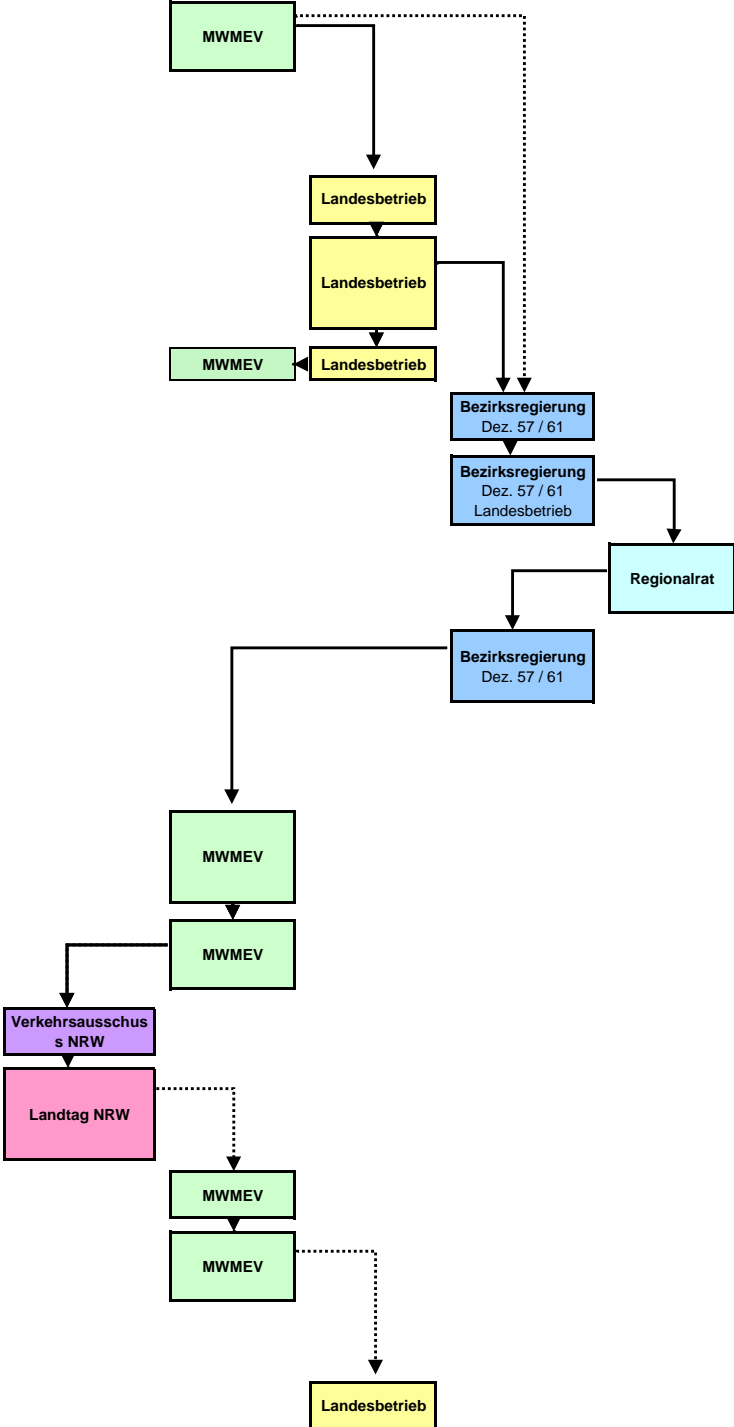 MWMEV
Landesbetrieb
Landesbetrieb
MWMEV
Landesbetrieb
Bezirksregierung
Dez. 57 / 61
Bezirksregierung
Dez. 57 / 61
Landesbetrieb
Regionalrat
Bezirksregierung
Dez. 57 / 61
MWMEV
MWMEV
Verkehrsausschus
s NRW
Landtag NRW
MWMEV
MWMEV
Landesbetrieb